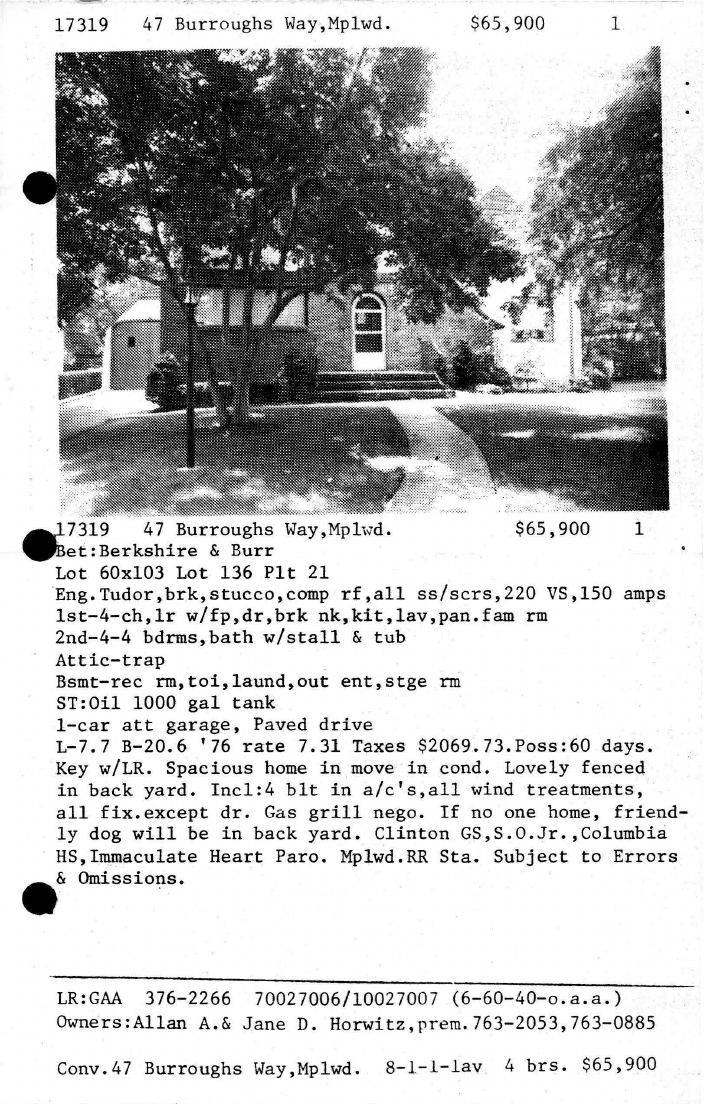 17319 47 Burroughs Way,Mplwd. $65,900 1
17319 47 Burroughs Way,Mplwd. $65,900 1
Bet:Berkshire & Burr
Lot 60x103 Lot 136 Plt 21
Eng.Tudor,brk,stucco,comp rf,all ss/scrs,220 VS,150 amps
1st-4-ch,lr w/fp,dr,brk nk,kit,lav,pan.fam rm
2nd-4-4 bdrms,bath w/stall & tub
Attic-trap
Bsmt-rec rm,toi,laund,out ent,stge rm
ST:Oil 1000 gal tank
1-car att garage, Paved drive
L-7.7 B-20.6 '76 rate 7.31 Taxes $2069.73.Poss:60 days.
Key w/LR. Spacious home in move in cond. Lovely fenced
in back yard. Incl:4 blt in a/c's,all wind treatments,
all fix.except dr. Gas grill nego. If no one home, friend-
ly dog will be in back yard. Clinton GS,S.O.Jr.,Columbia
HS,Immaculate Heart Paro. Mplwd.RR Sta. Subject to Errors
& Omissions.
LR:GAA 376-2266 70027006/10027007 (6-60-40-o.a.a.)
Owners:Allan A.& Jane D. Horwitz,prem.763-2053,763-0885
Conv.47 Burroughs Way,Mplwd. 8-1-1-lav 4 brs. $65,900